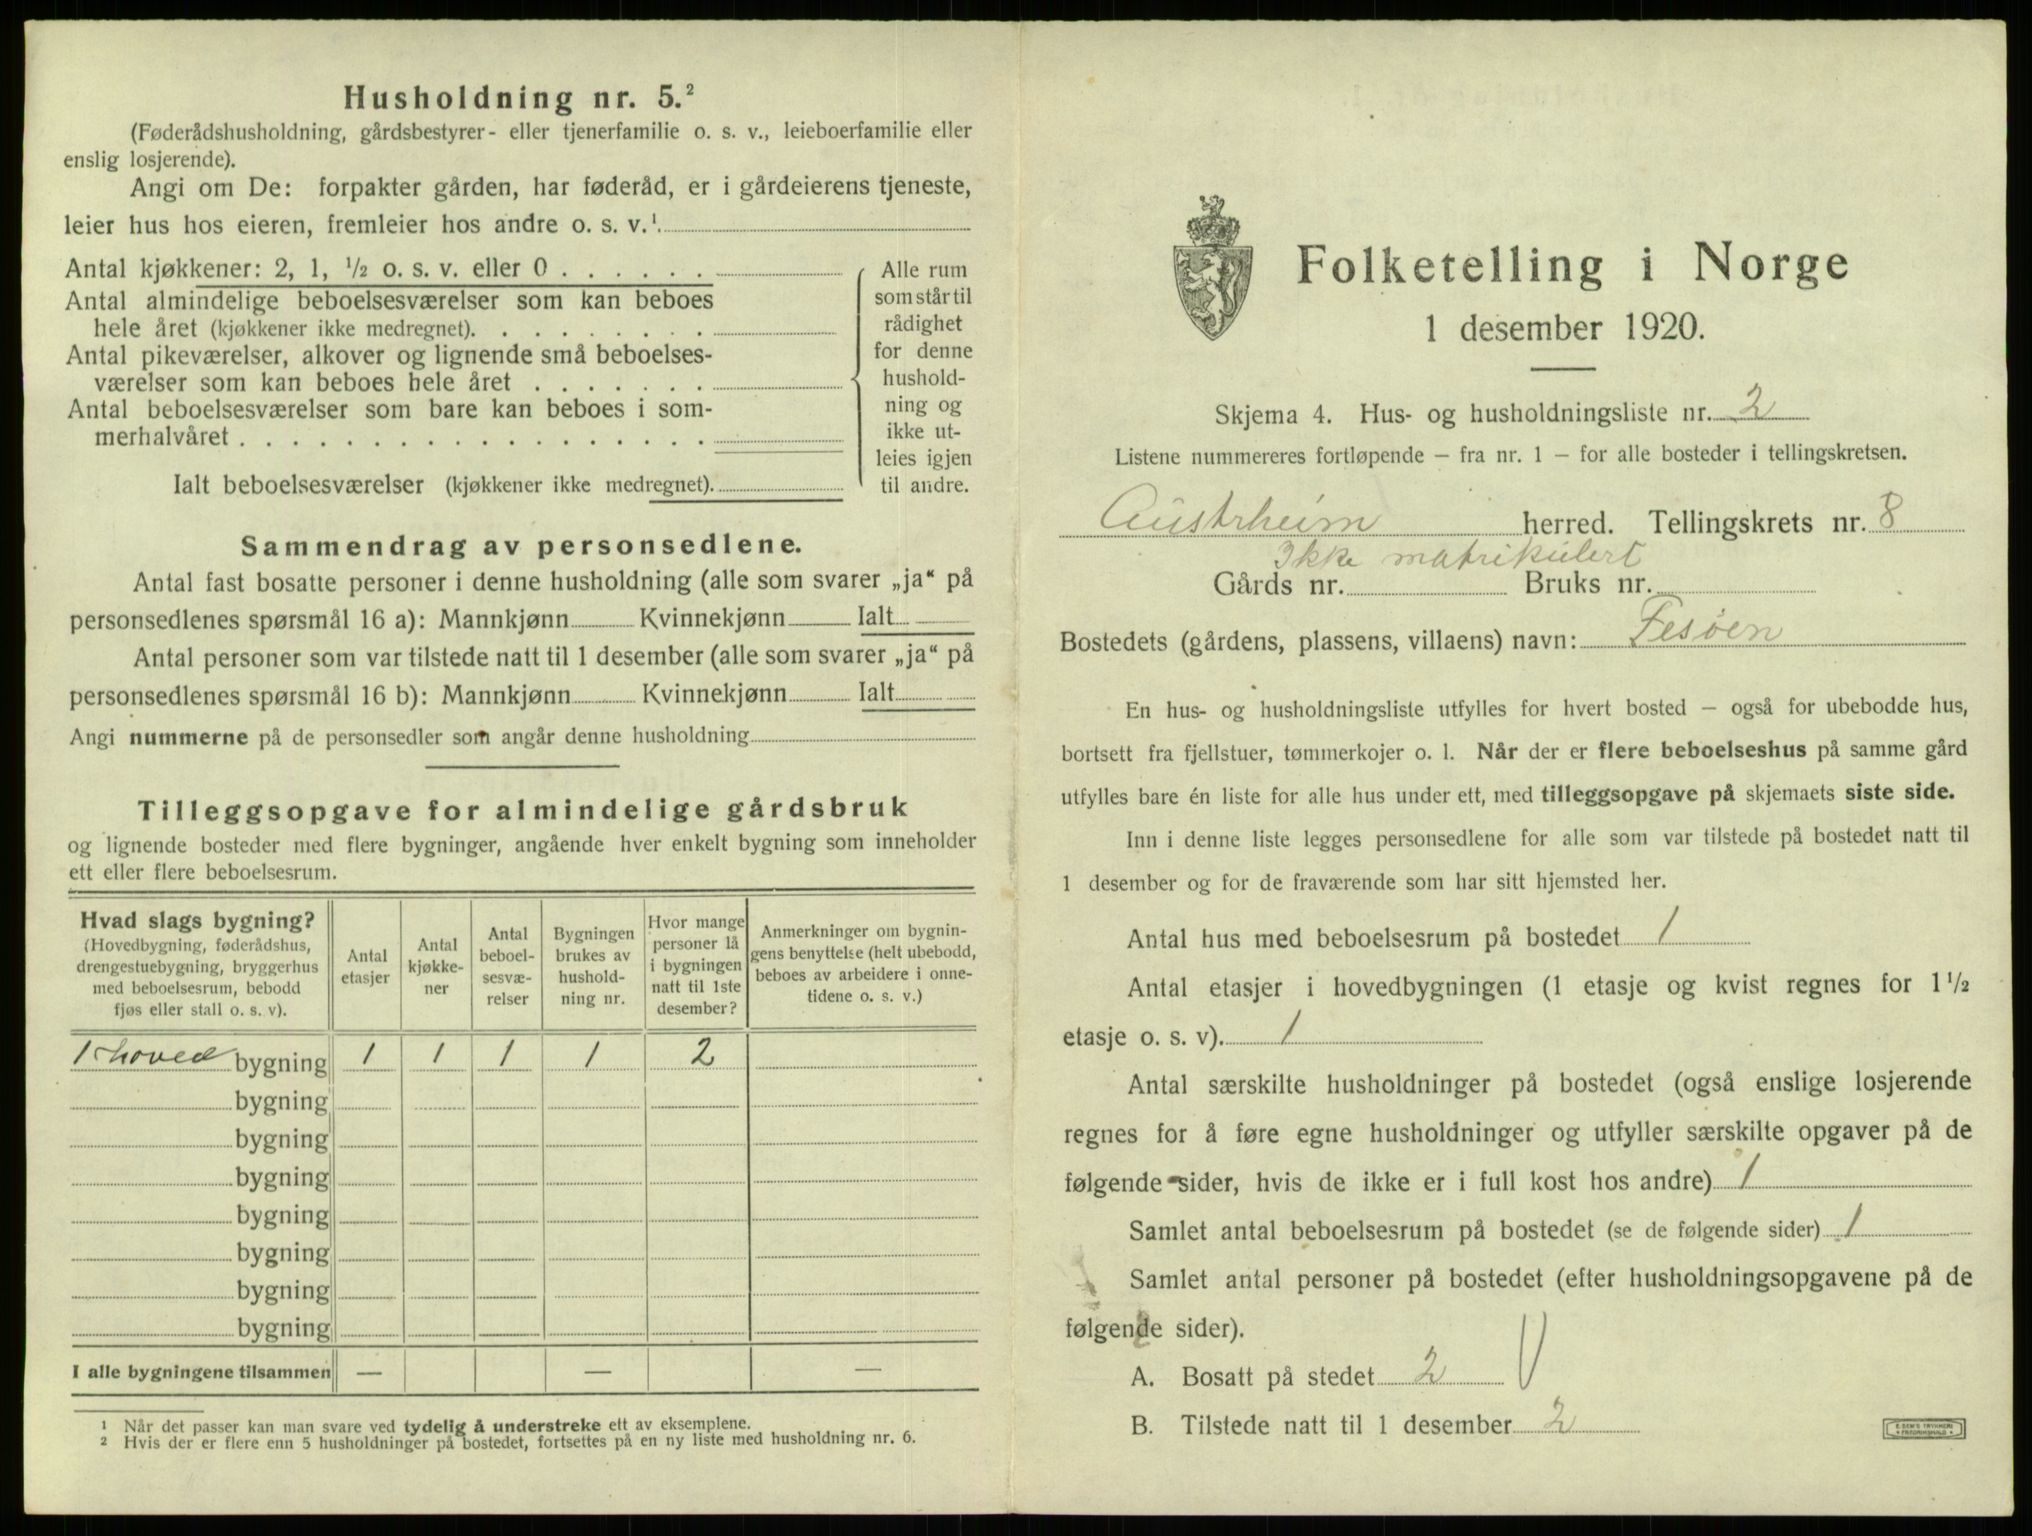 Husholdning nr. 5.²
(Føderådshusholdning, gårdsbestyrer- eller tjenerfamilie o. s. v., leieboerfamilie eller
enslig losjerende).
Angi om De: forpakter gården, har føderåd, er i gårdeierens tjeneste,
leier hus hos eieren, fremleier hos andre o. s. v.¹
Antal kjøkkener: 2, 1, ½ o. s. v. eller 0 . . . . . .
Antal almindelige beboelsesværelser som kan beboes
hele året (kjøkkener ikke medregnet). . . . . . . . .
Antal pikeværelser, alkover og lignende små beboelses-
værelser som kan beboes hele året . . . . . . .
Antal beboelsesværelser som bare kan beboes i som-
merhalvåret . . . . . . . . . . . . . . . . . .
Ialt beboelsesværelser (kjøkkener ikke medregnet).
Alle rum
som står til
rådighet
for denne
hushold-
ning og
ikke ut-
leies igjen
til andre.
Sammendrag av personsedlene.
Antal fast bosatte personer i denne husholdning (alle som svarer „ja“ på
personsedlenes spørsmål 16 a): Mannkjønn Kvinnekjønn Ialt
Antal personer som var tilstede natt til 1 desember (alle som svarer „ja“ på
personsedlenes spørsmål 16 b): Mannkjønn Kvinnekjønn Ialt
Angi nummerne på de personsedler som angår denne husholdning
Tilleggsopgave for almindelige gårdsbruk
og lignende bosteder med flere bygninger, angående hver enkelt bygning som inneholder
ett eller flere beboelsesrum.
Hvad slags bygning?
(Hovedbygning, føderådshus,
drengestuebygning, bryggerhus
med beboelsesrum, bebodd
fjøs eller stall o. s. v).
Antal
etasjer
Antal
kjøkke-
ner
Antal
beboel-
sesvæ-
relser
Bygningen
brukes av
hushold-
ning nr.
Hvor mange
personer lå
i bygningen
natt til 1ste
desember?
Anmerkninger om bygnin-
gens benyttelse (helt ubebodd,
beboes av arbeidere i onne-
tidene o. s. v.)
1 hoved bygning 1 1 1 1 2
bygning
bygning
bygning
bygning
bygning
bygning
bygning
I alle bygningene tilsammen — — —
¹ Når det passer kan man svare ved tydelig å understreke ett av eksemplene.
² Hvis der er flere enn 5 husholdninger på bostedet, fortsettes på en ny liste med husholdning nr. 6.
Folketelling i Norge
1 desember 1920.
Skjema 4. Hus- og husholdningsliste nr. 2
Listene nummereres fortløpende – fra nr. 1 – for alle bosteder i tellingskretsen.
Austrheim herred. Tellingskrets nr. 8
Ikke matrikulert
Gårds nr. Bruks nr.
Bostedets (gårdens, plassens, villaens) navn: Fesøen
En hus- og husholdningsliste utfylles for hvert bosted – også for ubebodde hus,
bortsett fra fjellstuer, tømmerkojer o. l. Når der er flere beboelseshus på samme gård
utfylles bare én liste for alle hus under ett, med tilleggsopgave på skjemaets siste side.
Inn i denne liste legges personsedlene for alle som var tilstede på bostedet natt til
1 desember og for de fraværende som har sitt hjemsted her.
Antal hus med beboelsesrum på bostedet 1
Antal etasjer i hovedbygningen (1 etasje og kvist regnes for 1 ½
etasje o. s. v). 1
Antal særskilte husholdninger på bostedet (også enslige losjerende
regnes for å føre egne husholdninger og utfyller særskilte opgaver på de
følgende sider, hvis de ikke er i full kost hos andre) 1
Samlet antal beboelsesrum på bostedet (se de følgende sider) 1
Samlet antal personer på bostedet (efter husholdningsopgavene på de
følgende sider).
A. Bosatt på stedet 2
B. Tilstede natt til 1 desember 2
E. SEM'S TRYKKERI
FREDRIKSHALD